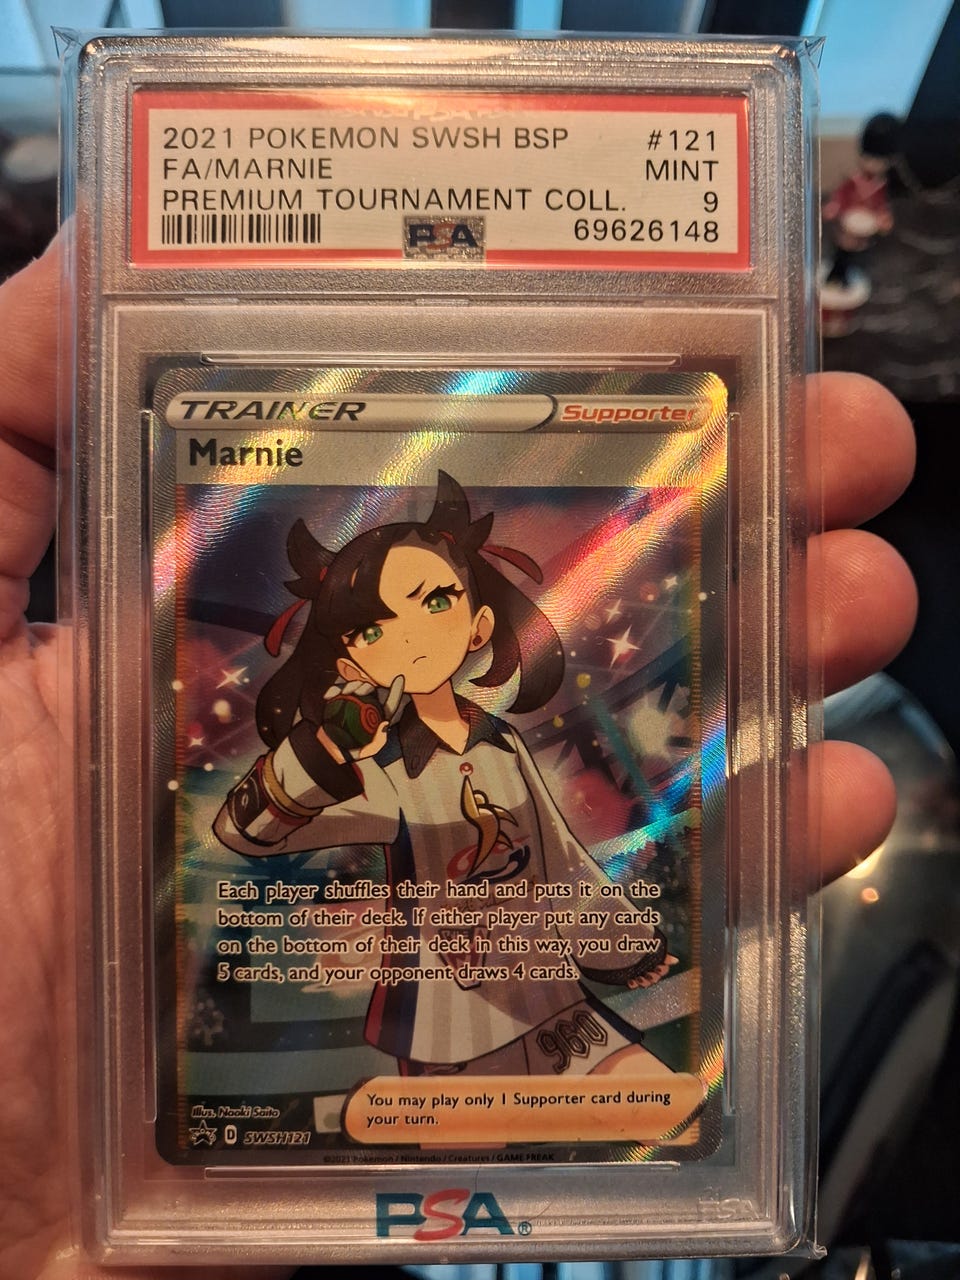 2021 POKEMON SWSH BSP #121
FA/MARNIE MINT
PREMIUM TOURNAMENT COLL. 9
PSA 69626148
TRAINER Supporter
Marnie
960
Each player shuffles their hand and puts it on the
bottom of their deck. If either player put any cards
on the bottom of their deck in this way, you draw
5 cards, and your opponent draws 4 cards.
You may play only 1 Supporter card during
your turn.
Illus. Naoki Saito
D SWSH121
©2021 Pokémon / Nintendo / Creatures / GAME FREAK
PSA®